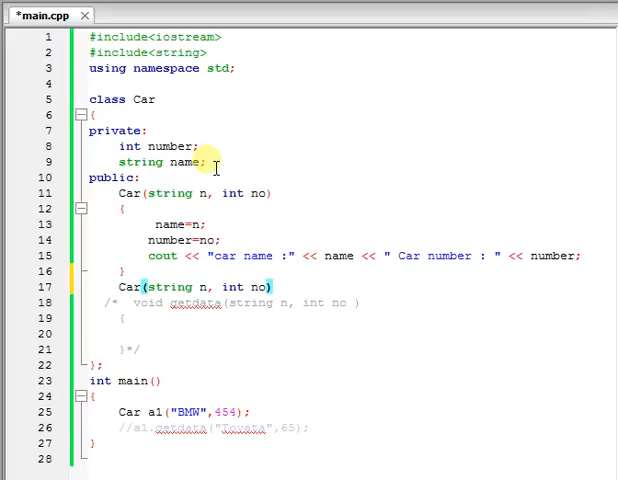 *main.cpp
1 #include<iostream>
2 #include<string>
3 using namespace std;
4
5 class Car
6 {
7 private:
8 int number;
9 string name;
10 public:
11 Car(string n, int no)
12 {
13 name=n;
14 number=no;
15 cout << "car name :" << name << " Car number : " << number;
16 }
17 Car(string n, int no)
18 /* void getdata(string n, int no )
19 {
20
21 }*/
22 };
23 int main()
24 {
25 Car a1("BMW",454);
26 //a1.getdata("Toyata",65);
27 }
28